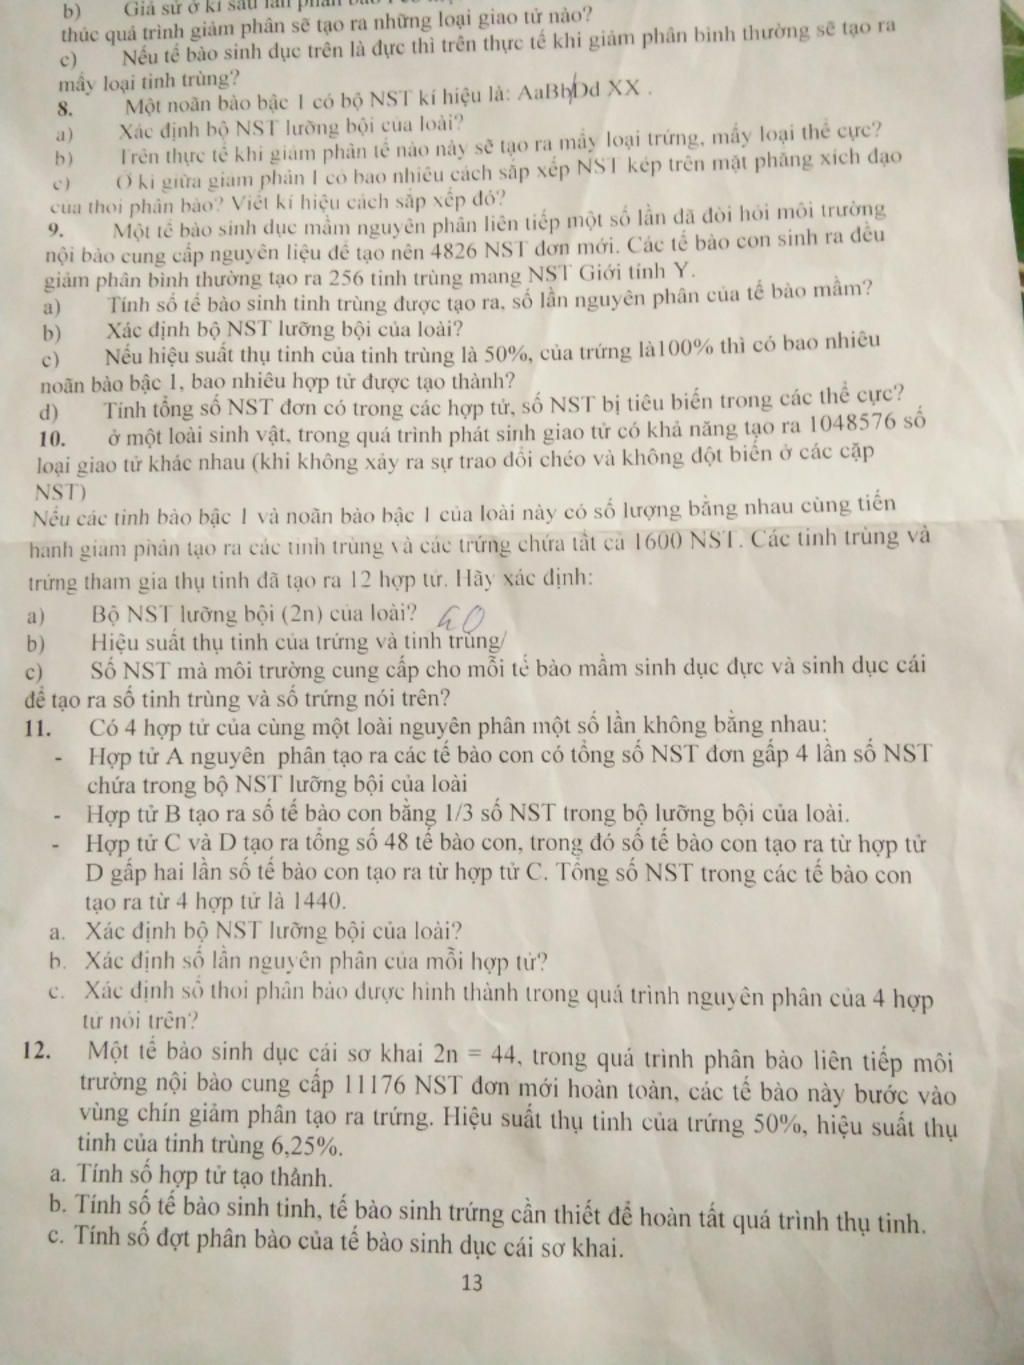 b) Giả sử ở kì sau lần phân bào I
thúc quá trình giảm phân sẽ tạo ra những loại giao tử nào?
c) Nếu tế bào sinh dục trên là đực thì trên thực tế khi giảm phân bình thường sẽ tạo ra
mấy loại tinh trùng?
8. Một noãn bào bậc 1 có bộ NST kí hiệu là: AaBbDd XX .
a) Xác định bộ NST lưỡng bội của loài?
b) Trên thực tế khi giảm phân tế nào này sẽ tạo ra mấy loại trứng, mấy loại thể cực?
c) Ở kì giữa giảm phân I có bao nhiêu cách sắp xếp NST kép trên mặt phẳng xích đạo
của thoi phân bào? Viết kí hiệu cách sắp xếp đó?
9. Một tế bào sinh dục mầm nguyên phân liên tiếp một số lần đã đòi hỏi môi trường
nội bào cung cấp nguyên liệu để tạo nên 4826 NST đơn mới. Các tế bào con sinh ra đều
giảm phân bình thường tạo ra 256 tinh trùng mang NST Giới tính Y.
a) Tính số tế bào sinh tinh trùng được tạo ra, số lần nguyên phân của tế bào mầm?
b) Xác định bộ NST lưỡng bội của loài?
c) Nếu hiệu suất thụ tinh của tinh trùng là 50%, của trứng là100% thì có bao nhiêu
noãn bào bậc 1, bao nhiêu hợp tử được tạo thành?
d) Tính tổng số NST đơn có trong các hợp tử, số NST bị tiêu biến trong các thể cực?
10. ở một loài sinh vật, trong quá trình phát sinh giao tử có khả năng tạo ra 1048576 số
loại giao tử khác nhau (khi không xảy ra sự trao đổi chéo và không đột biến ở các cặp
NST)
Nếu các tinh bào bậc 1 và noãn bào bậc 1 của loài này có số lượng bằng nhau cùng tiến
hành giảm phân tạo ra các tinh trùng và các trứng chứa tất cả 1600 NST. Các tinh trùng và
trứng tham gia thụ tinh đã tạo ra 12 hợp tử. Hãy xác định:
a) Bộ NST lưỡng bội (2n) của loài? 40
b) Hiệu suất thụ tinh của trứng và tinh trùng/
c) Số NST mà môi trường cung cấp cho mỗi tế bào mầm sinh dục đực và sinh dục cái
để tạo ra số tinh trùng và số trứng nói trên?
11. Có 4 hợp tử của cùng một loài nguyên phân một số lần không bằng nhau:
- Hợp tử A nguyên phân tạo ra các tế bào con có tổng số NST đơn gấp 4 lần số NST
chứa trong bộ NST lưỡng bội của loài
- Hợp tử B tạo ra số tế bào con bằng 1/3 số NST trong bộ lưỡng bội của loài.
- Hợp tử C và D tạo ra tổng số 48 tế bào con, trong đó số tế bào con tạo ra từ hợp tử
D gấp hai lần số tế bào con tạo ra từ hợp tử C. Tổng số NST trong các tế bào con
tạo ra từ 4 hợp tử là 1440.
a. Xác định bộ NST lưỡng bội của loài?
b. Xác định số lần nguyên phân của mỗi hợp tử?
c. Xác định số thoi phân bào được hình thành trong quá trình nguyên phân của 4 hợp
tử nói trên?
12. Một tế bào sinh dục cái sơ khai 2n = 44, trong quá trình phân bào liên tiếp môi
trường nội bào cung cấp 11176 NST đơn mới hoàn toàn, các tế bào này bước vào
vùng chín giảm phân tạo ra trứng. Hiệu suất thụ tinh của trứng 50%, hiệu suất thụ
tinh của tinh trùng 6,25%.
a. Tính số hợp tử tạo thành.
b. Tính số tế bào sinh tinh, tế bào sinh trứng cần thiết để hoàn tất quá trình thụ tinh.
c. Tính số đợt phân bào của tế bào sinh dục cái sơ khai.
13